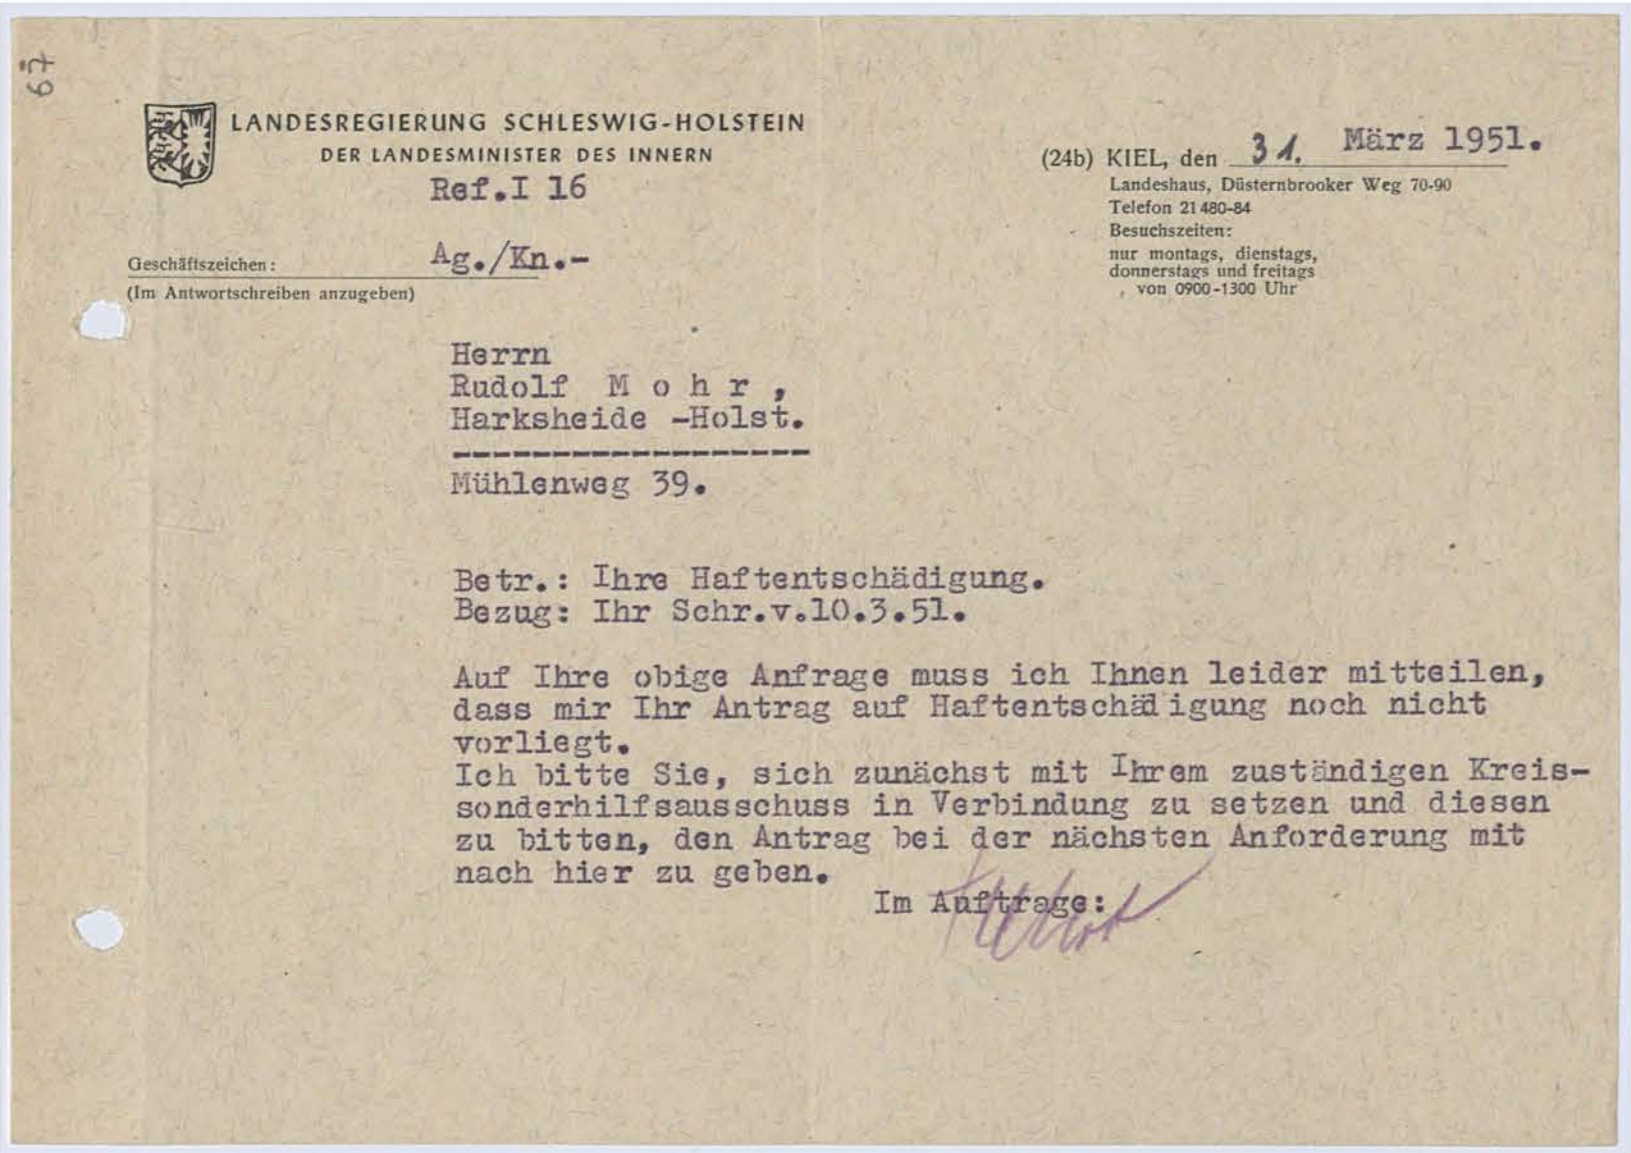 67
LANDESREGIERUNG SCHLESWIG-HOLSTEIN
DER LANDESMINISTER DES INNERN
Ref.I 16
Geschäftszeichen: Ag./Kn.-
(Im Antwortschreiben anzugeben)
(24b) KIEL, den 31. März 1951.
Landeshaus, Düsternbrooker Weg 70-90
Telefon 21480-84
Besuchszeiten:
nur montags, dienstags,
donnerstags und freitags
von 0900-1300 Uhr
Herrn
Rudolf M o h r ,
Harksheide -Holst.
------------------
Mühlenweg 39.
Betr.: Ihre Haftentschädigung.
Bezug: Ihr Schr.v.10.3.51.
Auf Ihre obige Anfrage muss ich Ihnen leider mitteilen,
dass mir Ihr Antrag auf Haftentschädigung noch nicht
vorliegt.
Ich bitte Sie, sich zunächst mit Ihrem zuständigen Kreis-
sonderhilfsausschuss in Verbindung zu setzen und diesen
zu bitten, den Antrag bei der nächsten Anforderung mit
nach hier zu geben.
Im Auftrage: